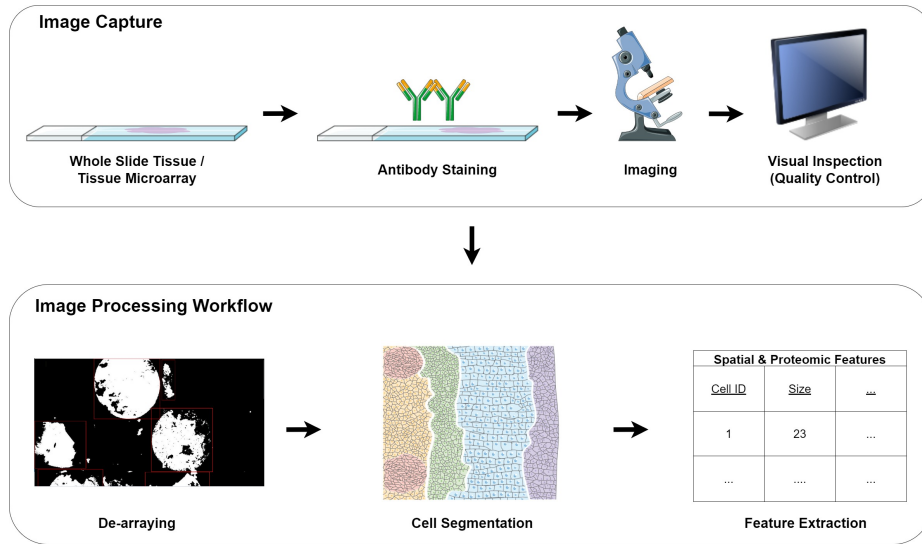 Image Capture
Whole Slide Tissue /
Tissue Microarray
Antibody Staining
Imaging
Visual Inspection
(Quality Control)
Image Processing Workflow
De-arraying
Cell Segmentation
Spatial & Proteomic Features
Cell ID Size ...
1 23 ...
... .... ...
Feature Extraction